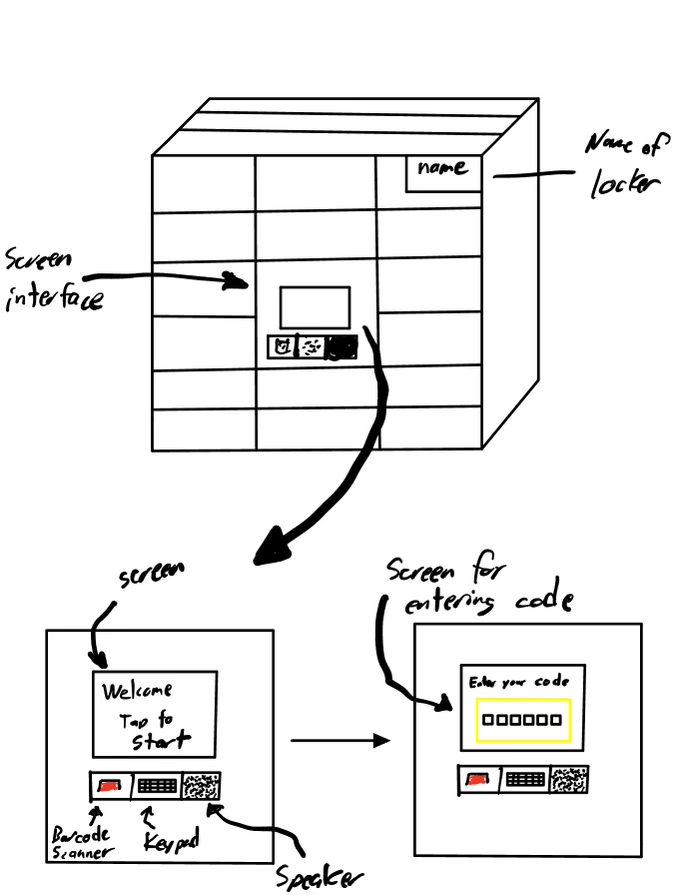 name
Name of
locker
Screen
interface
screen
Welcome
Tap to
Start
Barcode
Scanner
Keypad
Speaker
Screen for
entering code
Enter your code